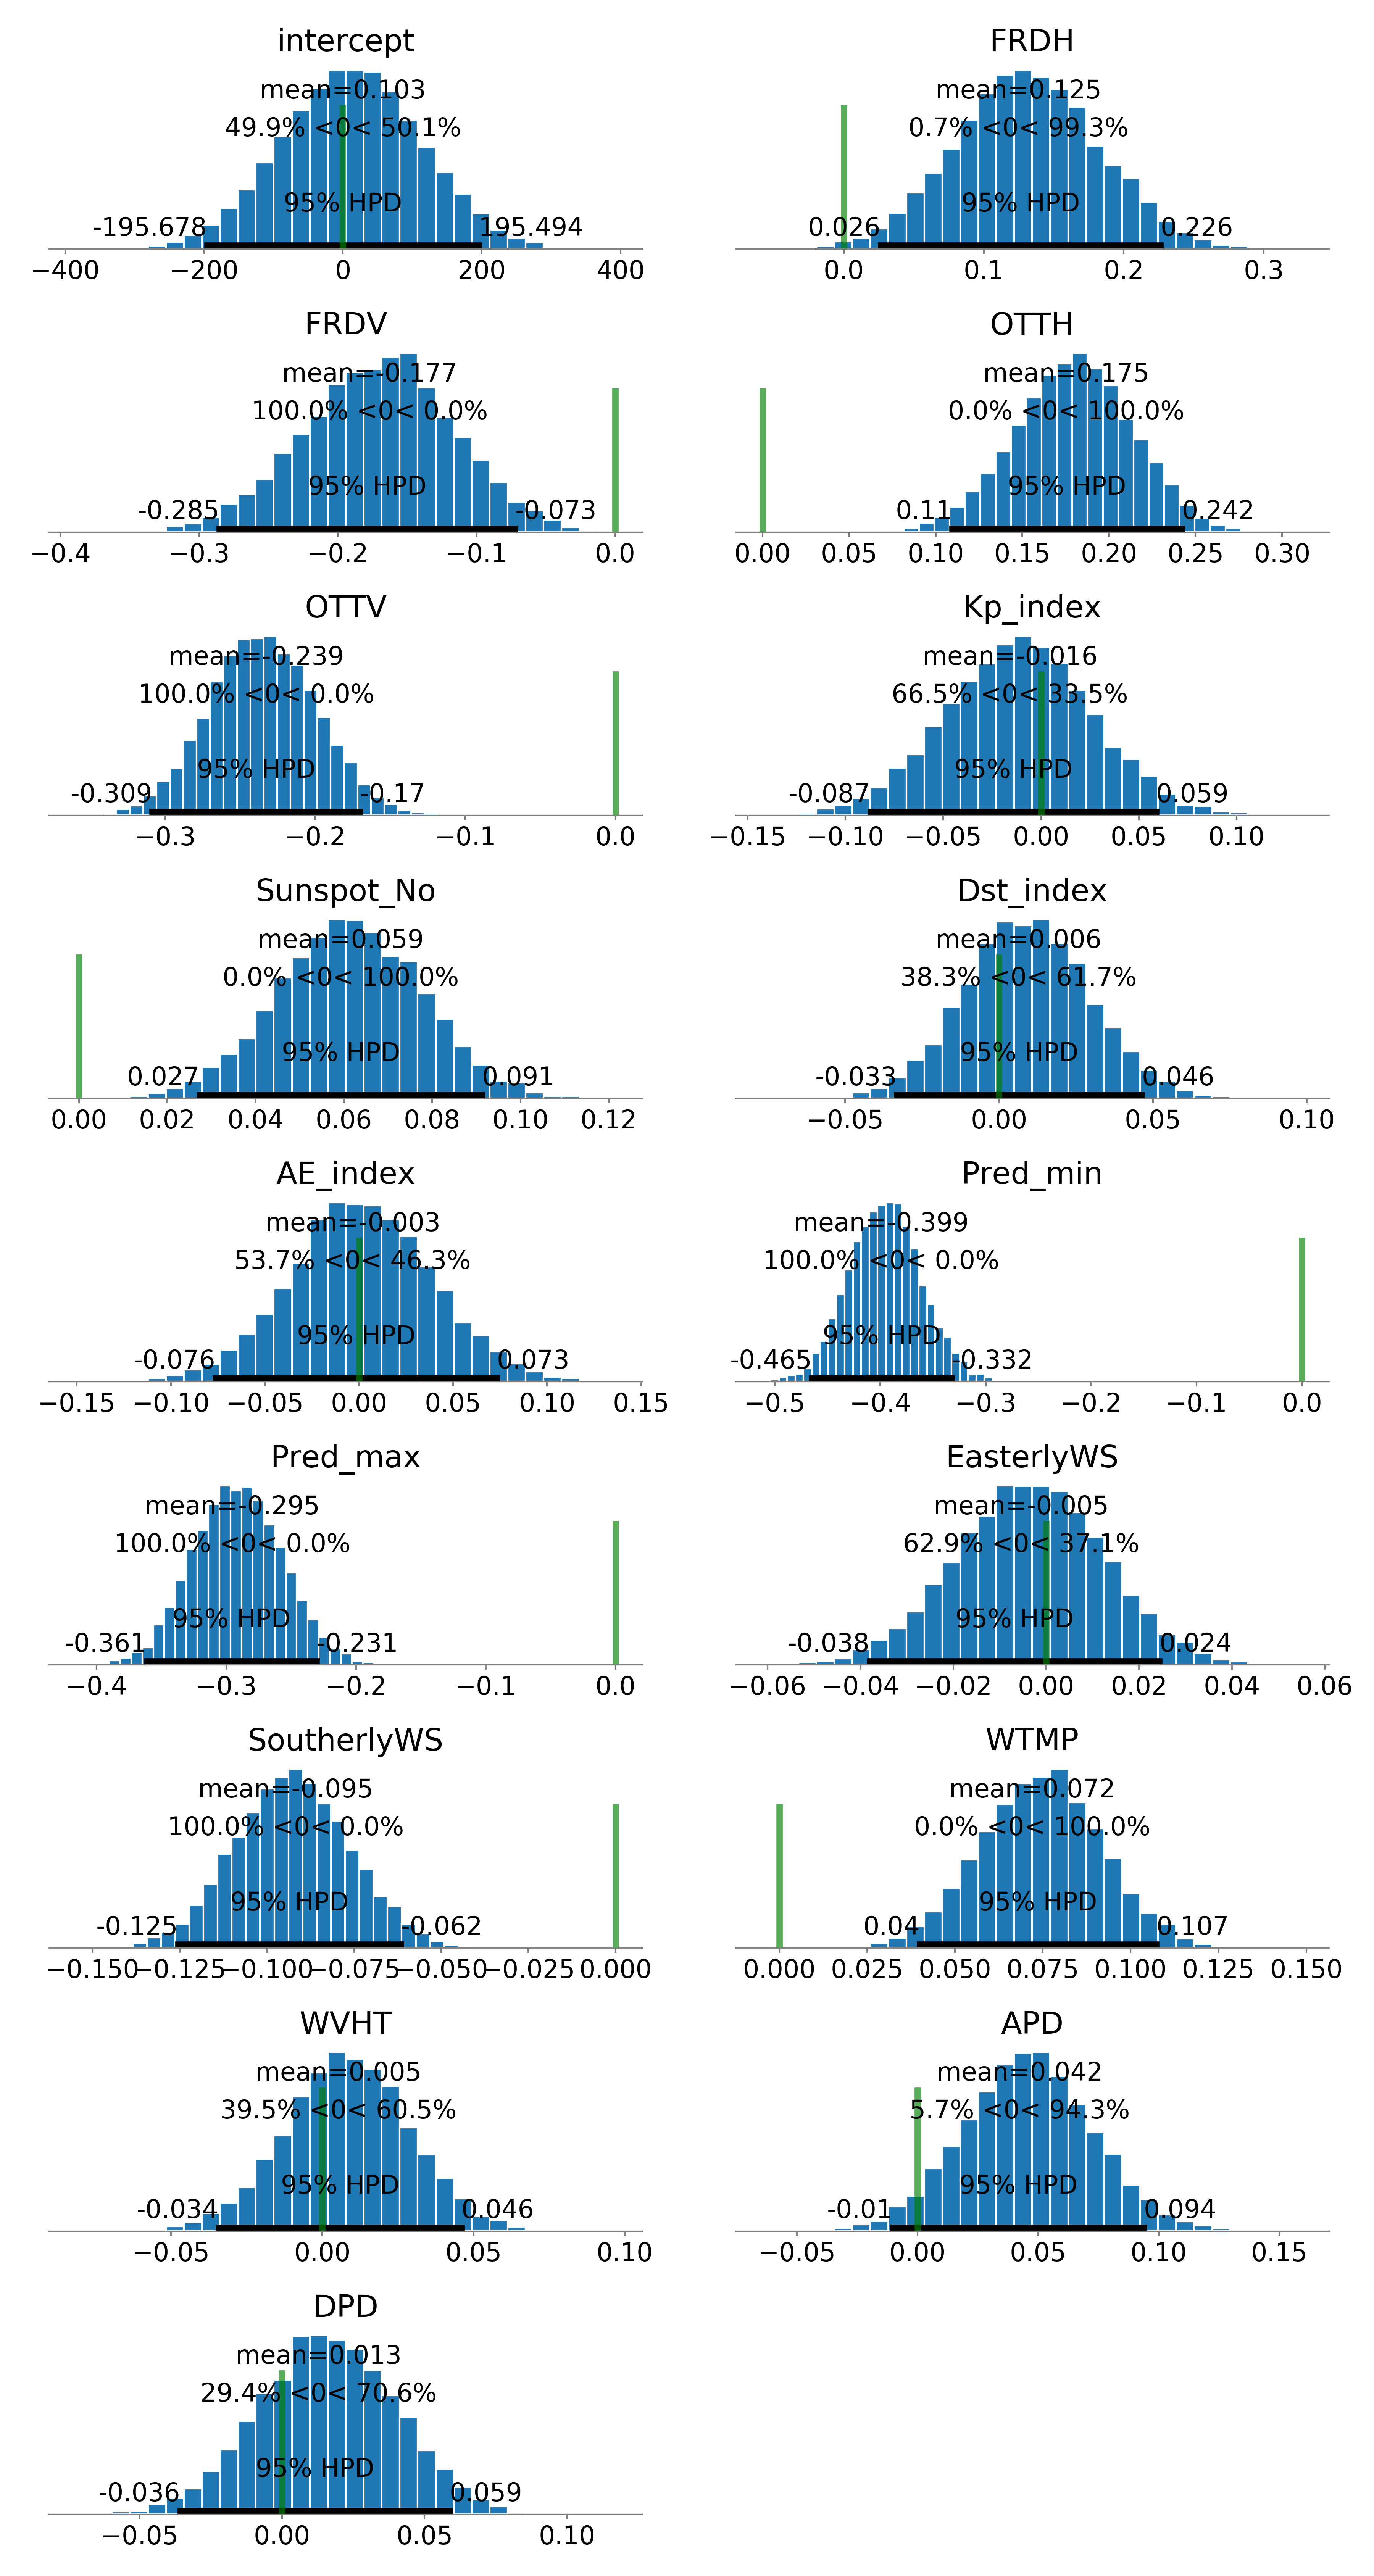 intercept
mean=0.103
49.9% <0< 50.1%
95% HPD
-195.678 195.494
−400 −200 0 200 400
FRDH
mean=0.125
0.7% <0< 99.3%
95% HPD
0.026 0.226
0.0 0.1 0.2 0.3
FRDV
mean=-0.177
100.0% <0< 0.0%
95% HPD
-0.285 -0.073
−0.4 −0.3 −0.2 −0.1 0.0
OTTH
mean=0.175
0.0% <0< 100.0%
95% HPD
0.11 0.242
0.00 0.05 0.10 0.15 0.20 0.25 0.30
OTTV
mean=-0.239
100.0% <0< 0.0%
95% HPD
-0.309 -0.17
−0.3 −0.2 −0.1 0.0
Kp_index
mean=-0.016
66.5% <0< 33.5%
95% HPD
-0.087 0.059
−0.15 −0.10 −0.05 0.00 0.05 0.10
Sunspot_No
mean=0.059
0.0% <0< 100.0%
95% HPD
0.027 0.091
0.00 0.02 0.04 0.06 0.08 0.10 0.12
Dst_index
mean=0.006
38.3% <0< 61.7%
95% HPD
-0.033 0.046
−0.05 0.00 0.05 0.10
AE_index
mean=-0.003
53.7% <0< 46.3%
95% HPD
-0.076 0.073
−0.15 −0.10 −0.05 0.00 0.05 0.10 0.15
Pred_min
mean=-0.399
100.0% <0< 0.0%
95% HPD
-0.465 -0.332
−0.5 −0.4 −0.3 −0.2 −0.1 0.0
Pred_max
mean=-0.295
100.0% <0< 0.0%
95% HPD
-0.361 -0.231
−0.4 −0.3 −0.2 −0.1 0.0
EasterlyWS
mean=-0.005
62.9% <0< 37.1%
95% HPD
-0.038 0.024
−0.06 −0.04 −0.02 0.00 0.02 0.04 0.06
SoutherlyWS
mean=-0.095
100.0% <0< 0.0%
95% HPD
-0.125 -0.062
−0.150 −0.125 −0.100 −0.075 −0.050 −0.025 0.000
WTMP
mean=0.072
0.0% <0< 100.0%
95% HPD
0.04 0.107
0.000 0.025 0.050 0.075 0.100 0.125 0.150
WVHT
mean=0.005
39.5% <0< 60.5%
95% HPD
-0.034 0.046
−0.05 0.00 0.05 0.10
APD
mean=0.042
5.7% <0< 94.3%
95% HPD
-0.01 0.094
−0.05 0.00 0.05 0.10 0.15
DPD
mean=0.013
29.4% <0< 70.6%
95% HPD
-0.036 0.059
−0.05 0.00 0.05 0.10